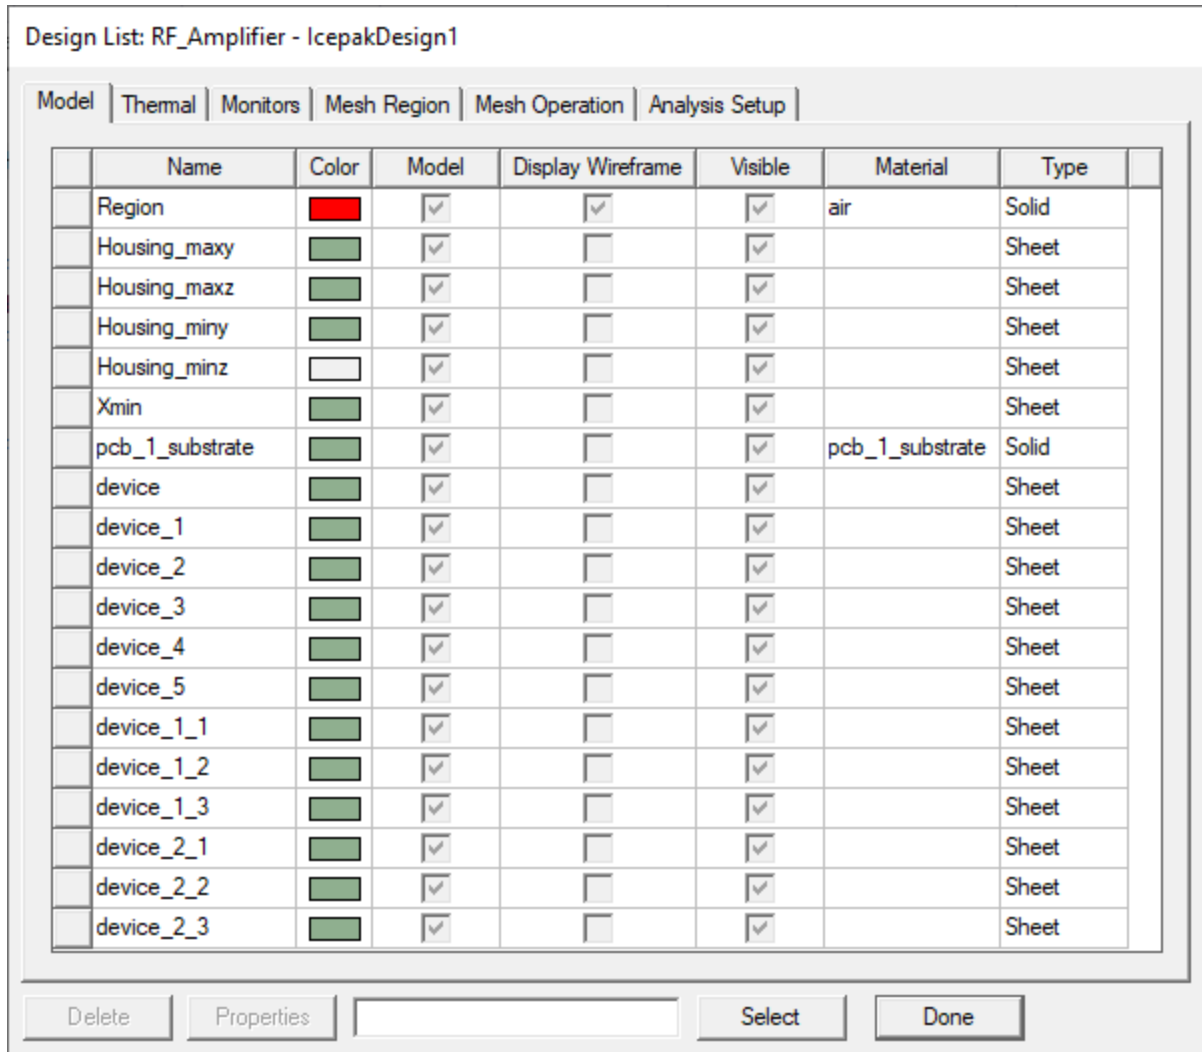 Design List: RF_Amplifier - IcepakDesign1
Model Thermal Monitors Mesh Region Mesh Operation Analysis Setup
Name Color Model Display Wireframe Visible Material Type
Region air Solid
Housing_maxy Sheet
Housing_maxz Sheet
Housing_miny Sheet
Housing_minz Sheet
Xmin Sheet
pcb_1_substrate pcb_1_substrate Solid
device Sheet
device_1 Sheet
device_2 Sheet
device_3 Sheet
device_4 Sheet
device_5 Sheet
device_1_1 Sheet
device_1_2 Sheet
device_1_3 Sheet
device_2_1 Sheet
device_2_2 Sheet
device_2_3 Sheet
Delete Properties Select Done